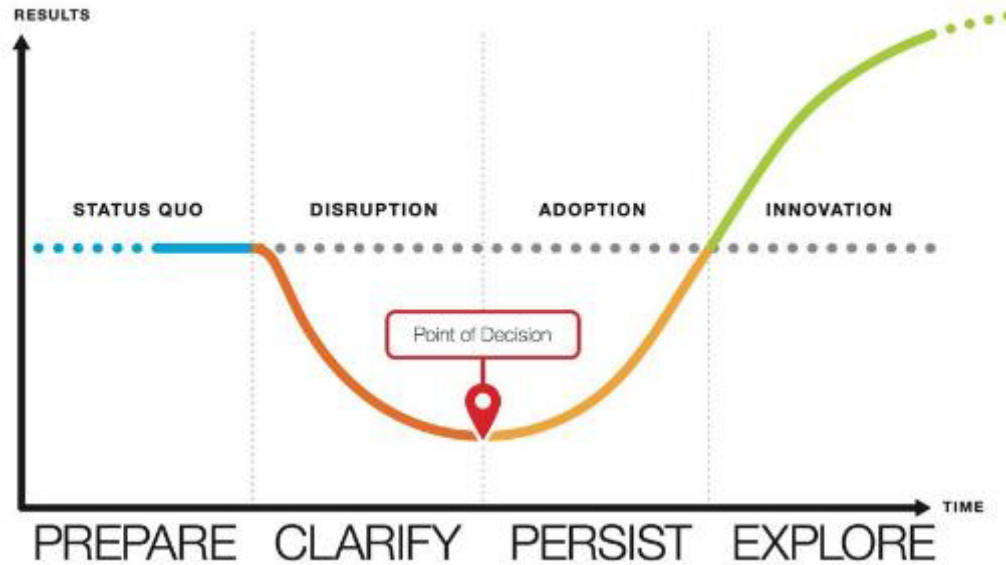 RESULTS
STATUS QUO
DISRUPTION
ADOPTION
INNOVATION
Point of Decision
TIME
PREPARE
CLARIFY
PERSIST
EXPLORE